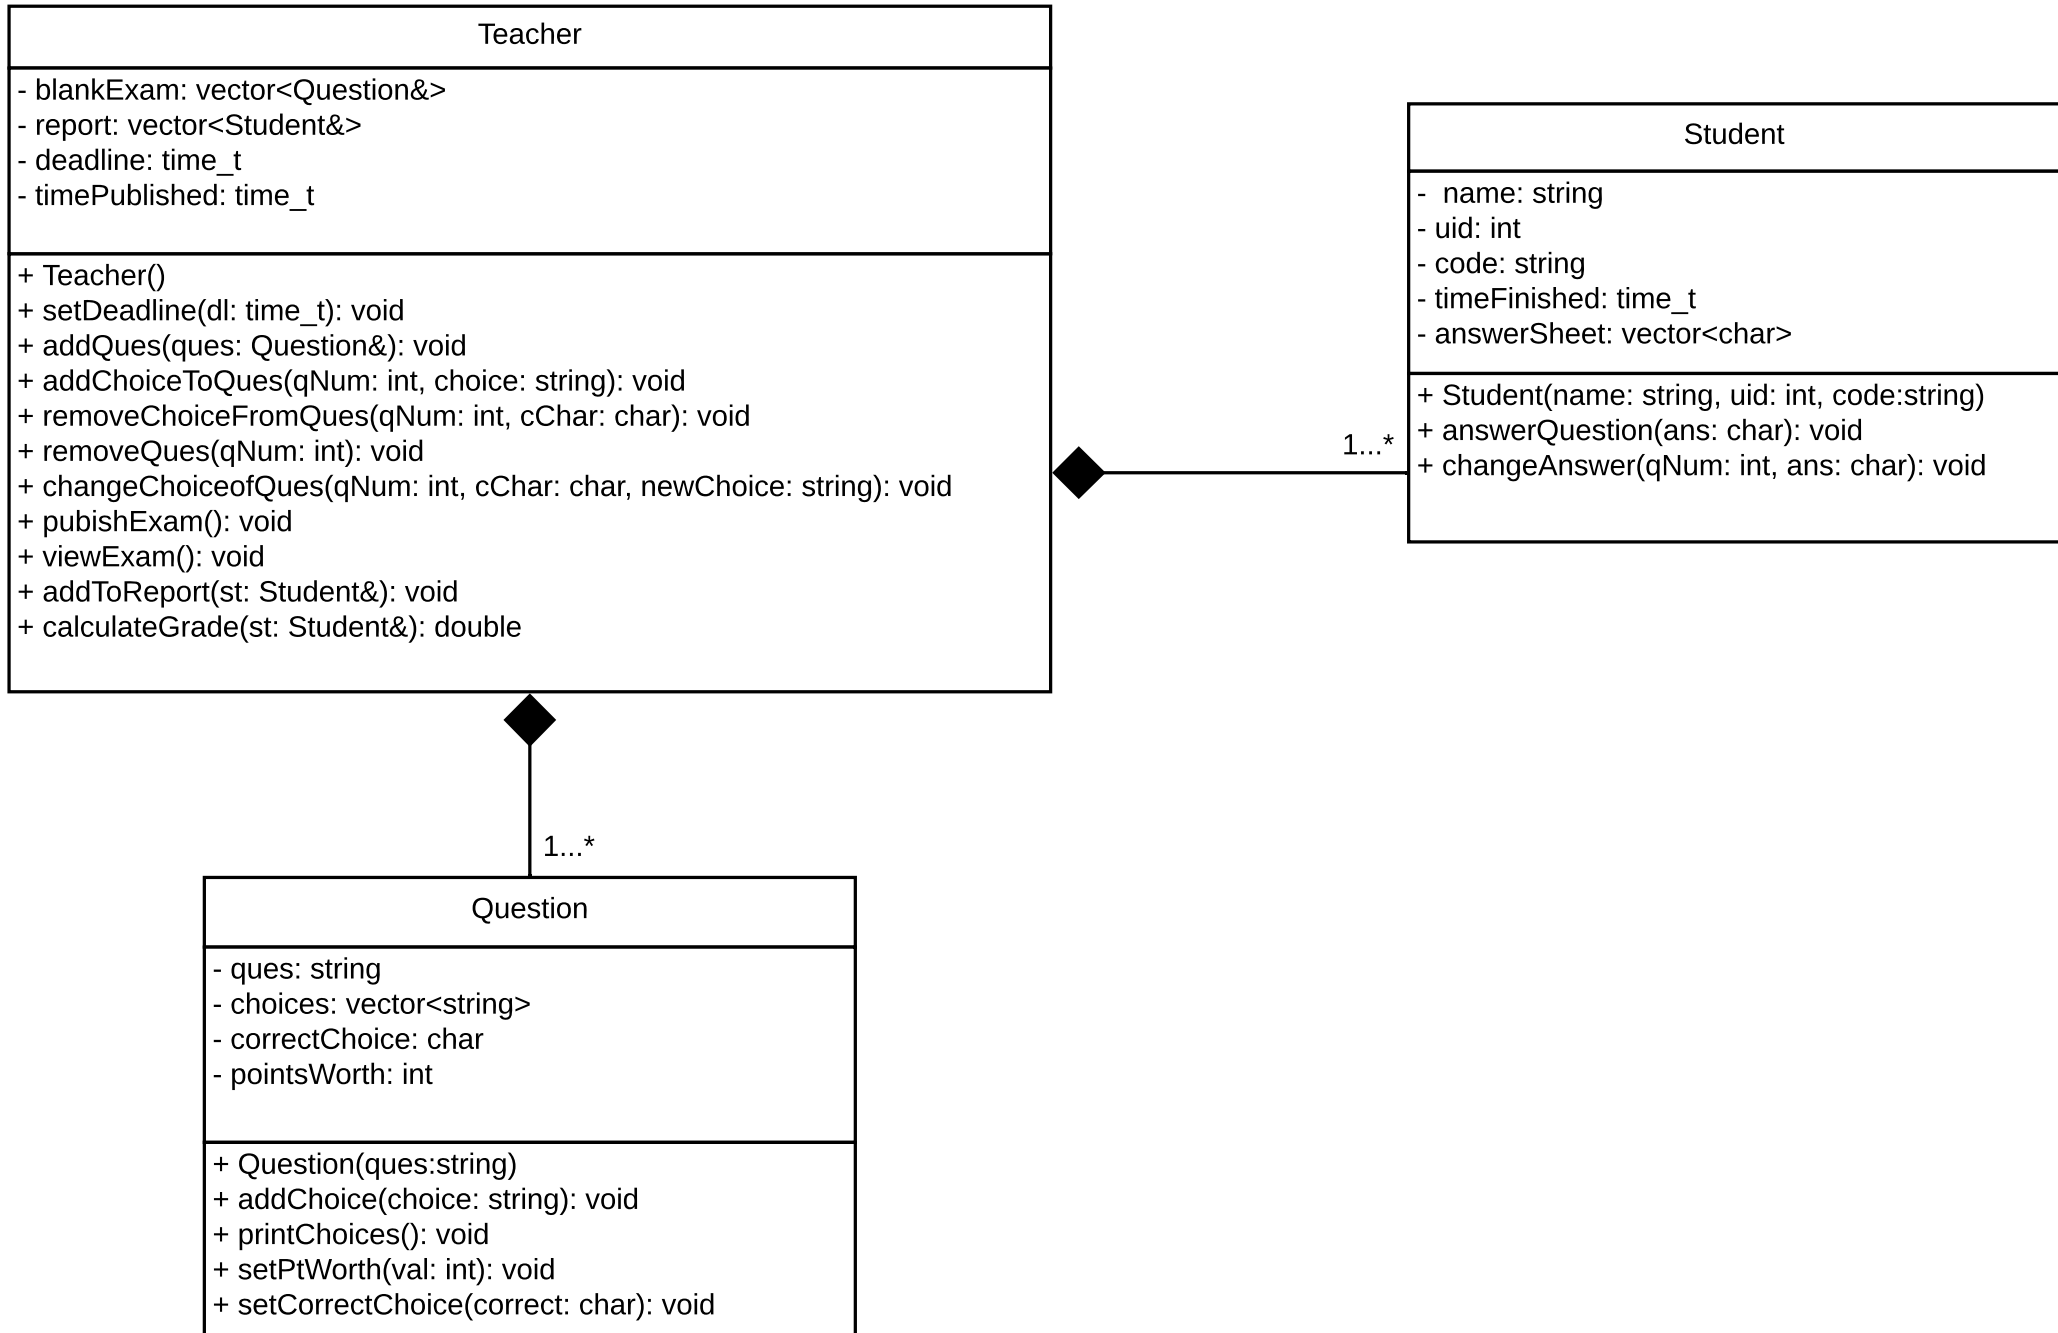 Teacher
- blankExam: vector<Question&>
- report: vector<Student&>
- deadline: time_t
- timePublished: time_t
+ Teacher()
+ setDeadline(dl: time_t): void
+ addQues(ques: Question&): void
+ addChoiceToQues(qNum: int, choice: string): void
+ removeChoiceFromQues(qNum: int, cChar: char): void
+ removeQues(qNum: int): void
+ changeChoiceofQues(qNum: int, cChar: char, newChoice: string): void
+ pubishExam(): void
+ viewExam(): void
+ addToReport(st: Student&): void
+ calculateGrade(st: Student&): double
1...*
Student
-  name: string
- uid: int
- code: string
- timeFinished: time_t
- answerSheet: vector<char>
+ Student(name: string, uid: int, code:string)
+ answerQuestion(ans: char): void
+ changeAnswer(qNum: int, ans: char): void
1...*
Question
- ques: string
- choices: vector<string>
- correctChoice: char
- pointsWorth: int
+ Question(ques:string)
+ addChoice(choice: string): void
+ printChoices(): void
+ setPtWorth(val: int): void
+ setCorrectChoice(correct: char): void